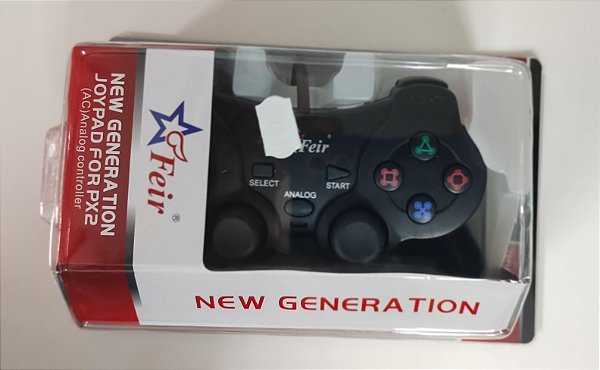 NEW GENERATION
JOYPAD FOR PX2
(AC)Analog controller
Feir ®
Feir ®
SELECT
START
ANALOG
NEW GENERATION